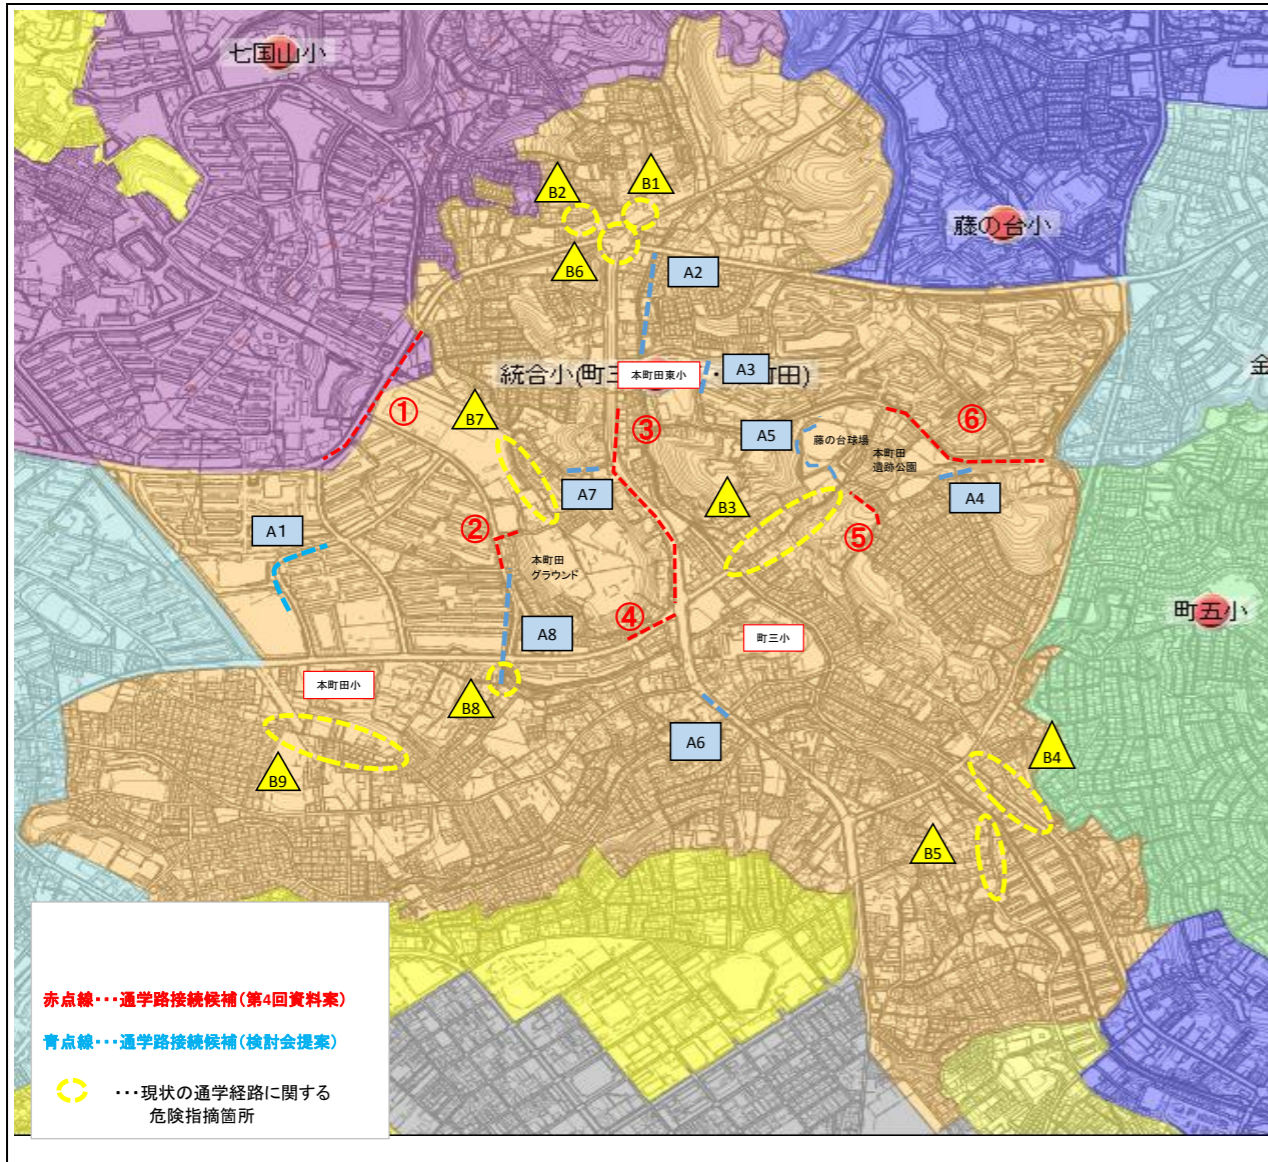 七国山小
B2
B1
藤の台小
B6
A2
統合小(町三
本町田東小
・
町田)
A3
金
B7
①
③
A5
⑥
藤の台球場
本町田
遺跡公園
A7
B3
A4
A1
②
⑤
本町田
グラウンド
④
A8
町三小
町五小
本町田小
B8
A6
B4
B9
B5
赤点線・・・通学路接続候補(第4回資料案)
青点線・・・通学路接続候補(検討会提案)
・・・現状の通学経路に関する
危険指摘箇所